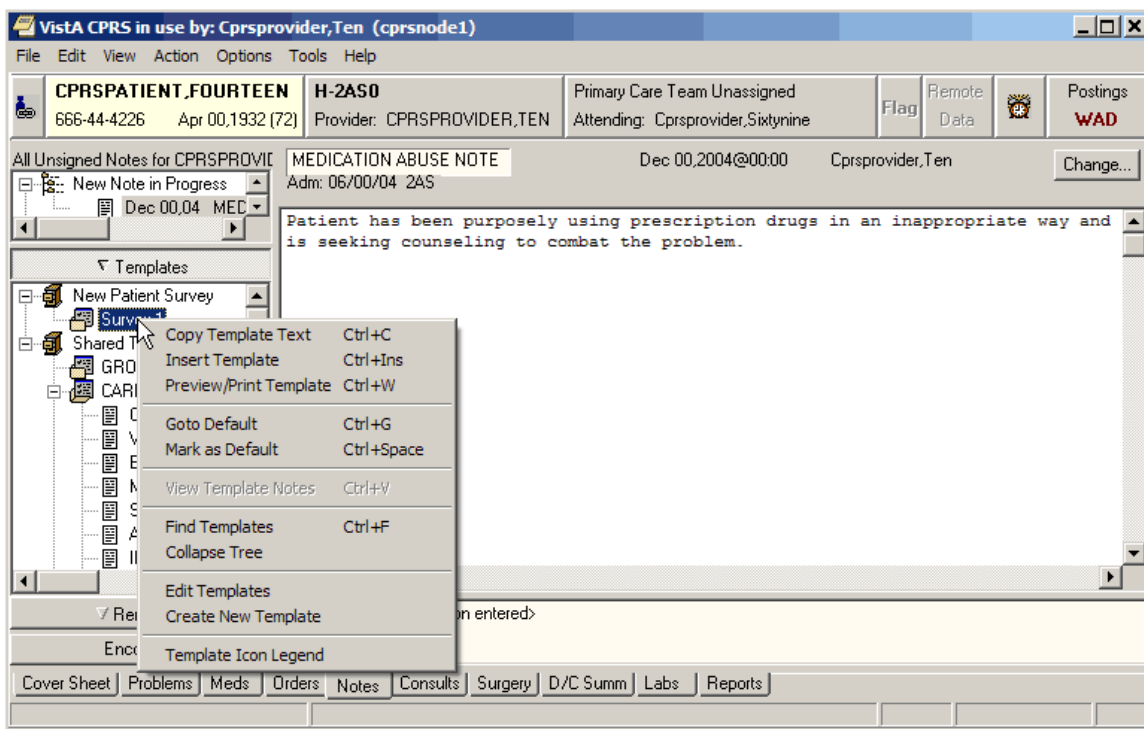 VistA CPRS in use by: Cprsprovider,Ten (cprsnode1)
File Edit View Action Options Tools Help
CPRSPATIENT,FOURTEEN H-2AS0 Primary Care Team Unassigned Flag Remote Data Postings
666-44-4226 Apr 00,1932 (72) Provider: CPRSPROVIDER,TEN Attending: Cprsprovider,Sixtynine WAD
All Unsigned Notes for CPRSPROVI MEDICATION ABUSE NOTE Dec 00,2004@00:00 Cprsprovider,Ten Change...
New Note in Progress Adm: 06/00/04 2AS
Dec 00,04 MED
Patient has been purposely using prescription drugs in an inappropriate way and
is seeking counseling to combat the problem.
Templates
New Patient Survey
Shared T
GRO
CARI
Copy Template Text Ctrl+C
Insert Template Ctrl+Ins
Preview/Print Template Ctrl+W
Goto Default Ctrl+G
Mark as Default Ctrl+Space
View Template Notes Ctrl+V
Find Templates Ctrl+F
Collapse Tree
Edit Templates
Create New Template
Template Icon Legend
Rei
on entered>
Enco
Cover Sheet Problems Meds Orders Notes Consults Surgery D/C Summ Labs Reports